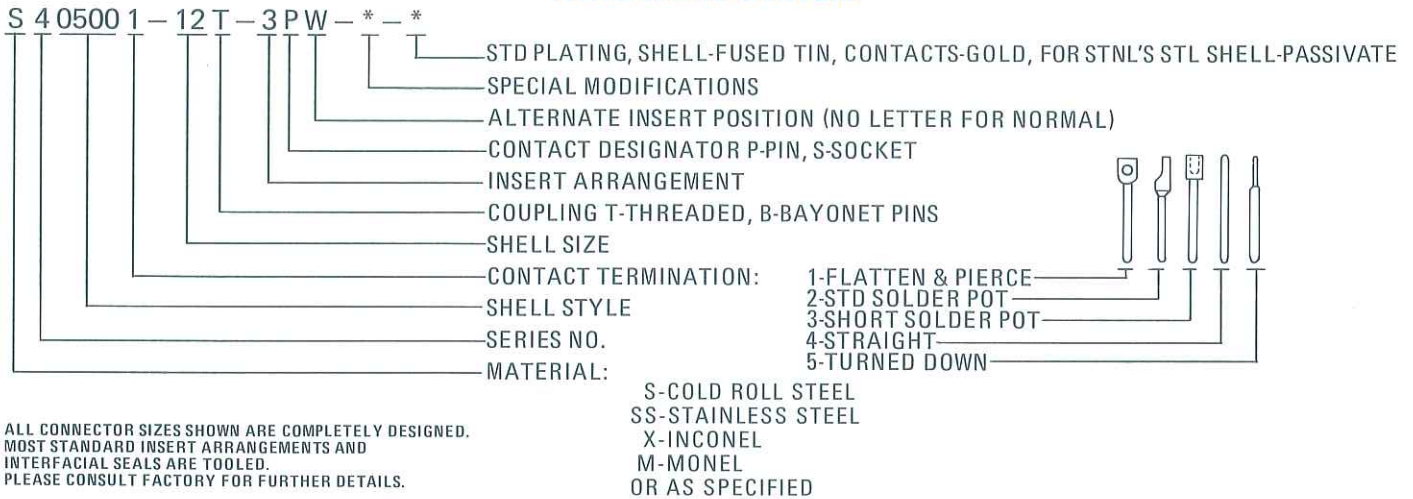 S 4 0500 1 – 12 T – 3 P W – * – *
STD PLATING, SHELL-FUSED TIN, CONTACTS-GOLD, FOR STNL'S STL SHELL-PASSIVATE
SPECIAL MODIFICATIONS
ALTERNATE INSERT POSITION (NO LETTER FOR NORMAL)
CONTACT DESIGNATOR P-PIN, S-SOCKET
INSERT ARRANGEMENT
COUPLING T-THREADED, B-BAYONET PINS
SHELL SIZE
CONTACT TERMINATION:
1-FLATTEN & PIERCE
2-STD SOLDER POT
3-SHORT SOLDER POT
4-STRAIGHT
5-TURNED DOWN
SHELL STYLE
SERIES NO.
MATERIAL:
S-COLD ROLL STEEL
SS-STAINLESS STEEL
X-INCONEL
M-MONEL
OR AS SPECIFIED
ALL CONNECTOR SIZES SHOWN ARE COMPLETELY DESIGNED.
MOST STANDARD INSERT ARRANGEMENTS AND
INTERFACIAL SEALS ARE TOOLED.
PLEASE CONSULT FACTORY FOR FURTHER DETAILS.